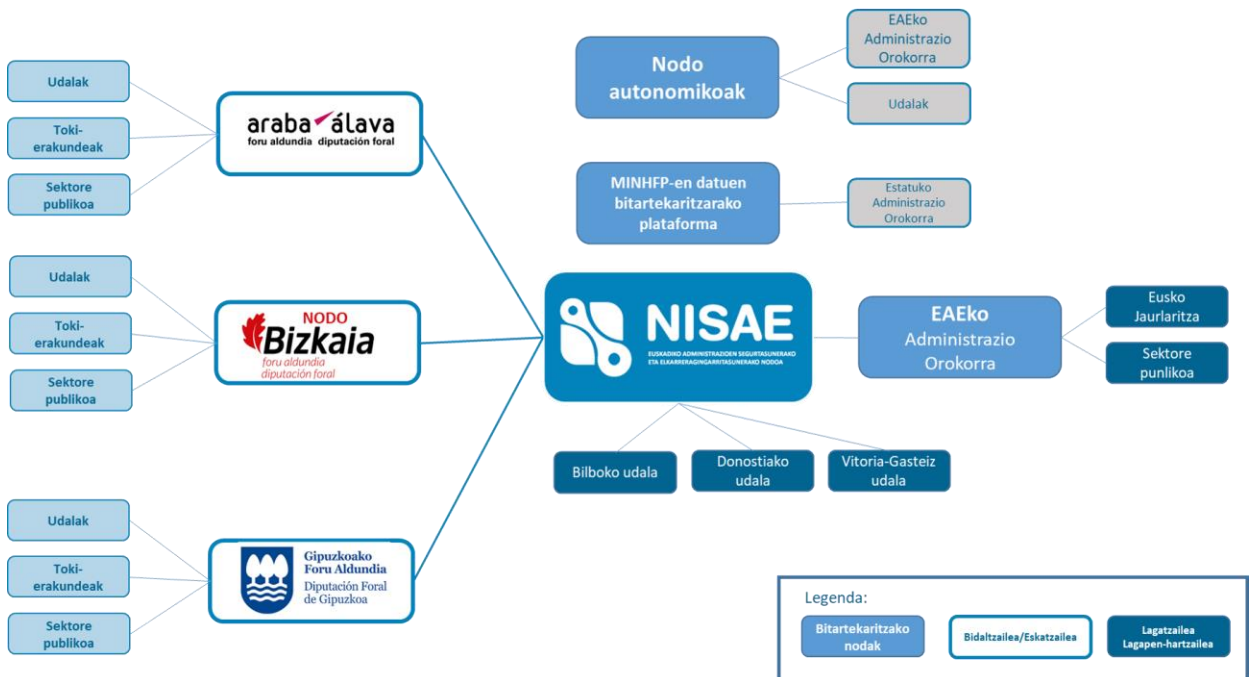 Udalak
Toki-
erakundeak
Sektore
publikoa
araba álava
foru aldundia diputación foral
Nodo
autonomikoak
EAEko
Administrazio
Orokorra
Udalak
MINHFP-en datuen
bitartekaritzarako
plataforma
Estatuko
Administrazio
Orokorra
Udalak
Toki-
erakundeak
Sektore
publikoa
NODO
Bizkaia
foru aldundia
diputación foral
NISAE
EUSKADIKO ADMINISTRAZIOEN SEGURTASUNERAKO
ETA ELKARRERAGINGARRITASUNERAKO NODOA
EAEko
Administrazio
Orokorra
Eusko
Jaurlaritza
Sektore
punlikoa
Bilboko udala
Donostiako
udala
Vitoria-Gasteiz
udala
Udalak
Toki-
erakundeak
Sektore
publikoa
Gipuzkoako
Foru Aldundia
Diputación Foral
de Gipuzkoa
Legenda:
Bitartekaritzako
nodak
Bidaltzailea/Eskatzailea
Lagatzailea
Lagapen-hartzailea